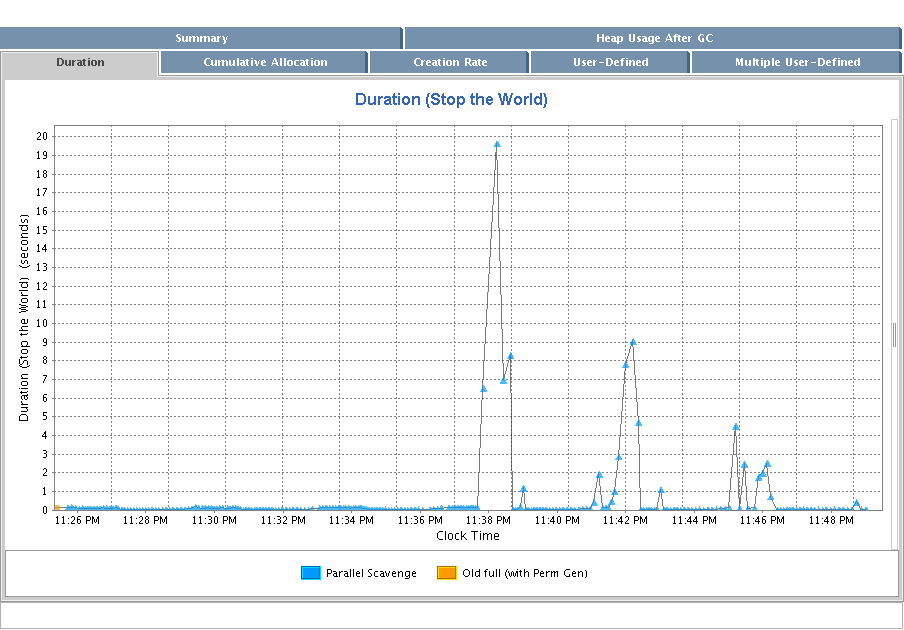 Summary
Heap Usage After GC
Duration
Cumulative Allocation
Creation Rate
User-Defined
Multiple User-Defined
Duration (Stop the World)
Duration (Stop the World) (seconds)
20
19
18
17
16
15
14
13
12
11
10
9
8
7
6
5
4
3
2
1
0
11:26 PM 11:28 PM 11:30 PM 11:32 PM 11:34 PM 11:36 PM 11:38 PM 11:40 PM 11:42 PM 11:44 PM 11:46 PM 11:48 PM
Clock Time
Parallel Scavenge
Old full (with Perm Gen)